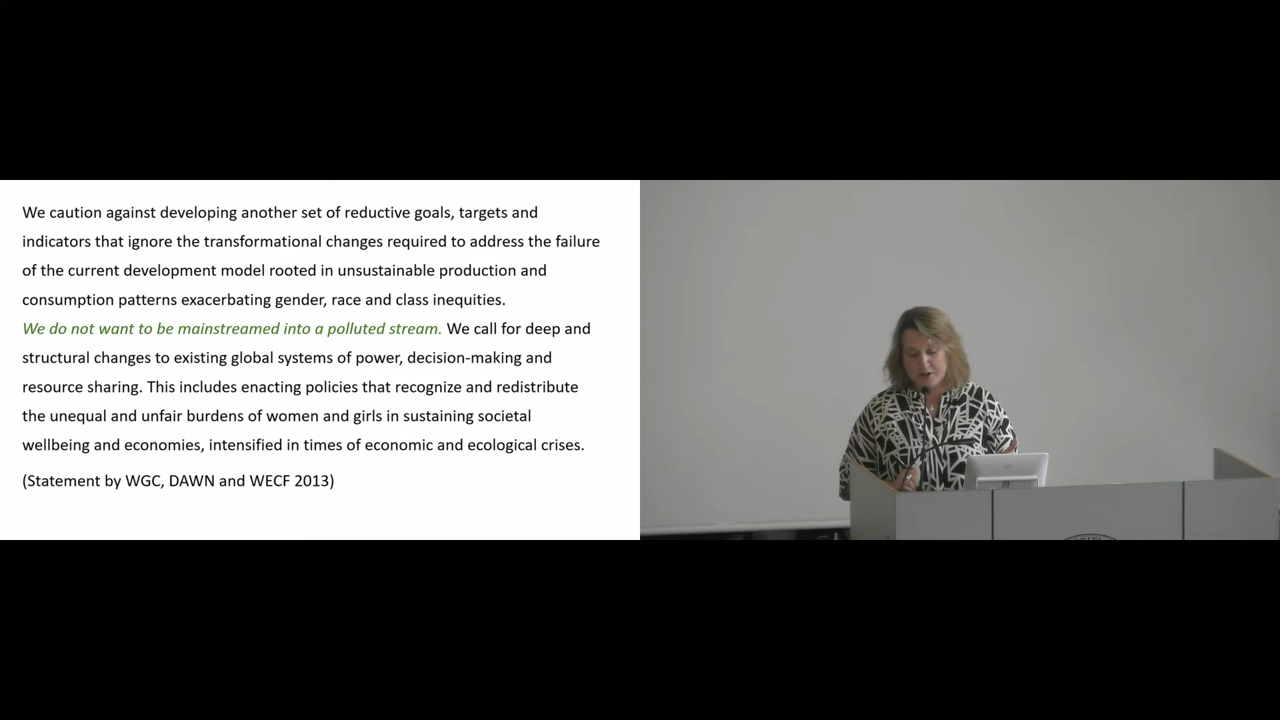 We caution against developing another set of reductive goals, targets and
indicators that ignore the transformational changes required to address the failure
of the current development model rooted in unsustainable production and
consumption patterns exacerbating gender, race and class inequities.
We do not want to be mainstreamed into a polluted stream. We call for deep and
structural changes to existing global systems of power, decision-making and
resource sharing. This includes enacting policies that recognize and redistribute
the unequal and unfair burdens of women and girls in sustaining societal
wellbeing and economies, intensified in times of economic and ecological crises.
(Statement by WGC, DAWN and WECF 2013)